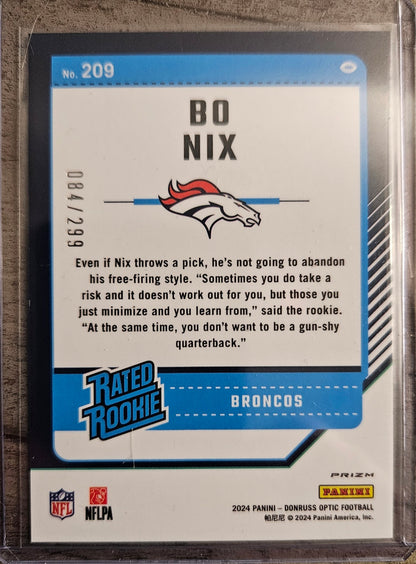 No. 209
BO
NIX
084/299
Even if Nix throws a pick, he's not going to abandon
his free-firing style. “Sometimes you do take a
risk and it doesn't work out for you, but those you
just minimize and you learn from,” said the rookie.
“At the same time, you don't want to be a gun-shy
quarterback.”
RATED
ROOKIE
BRONCOS
PRIZM
PANINI
NFL
NFLPA
2024 PANINI – DONRUSS OPTIC FOOTBALL
帕尼尼 © 2024 Panini America, Inc.